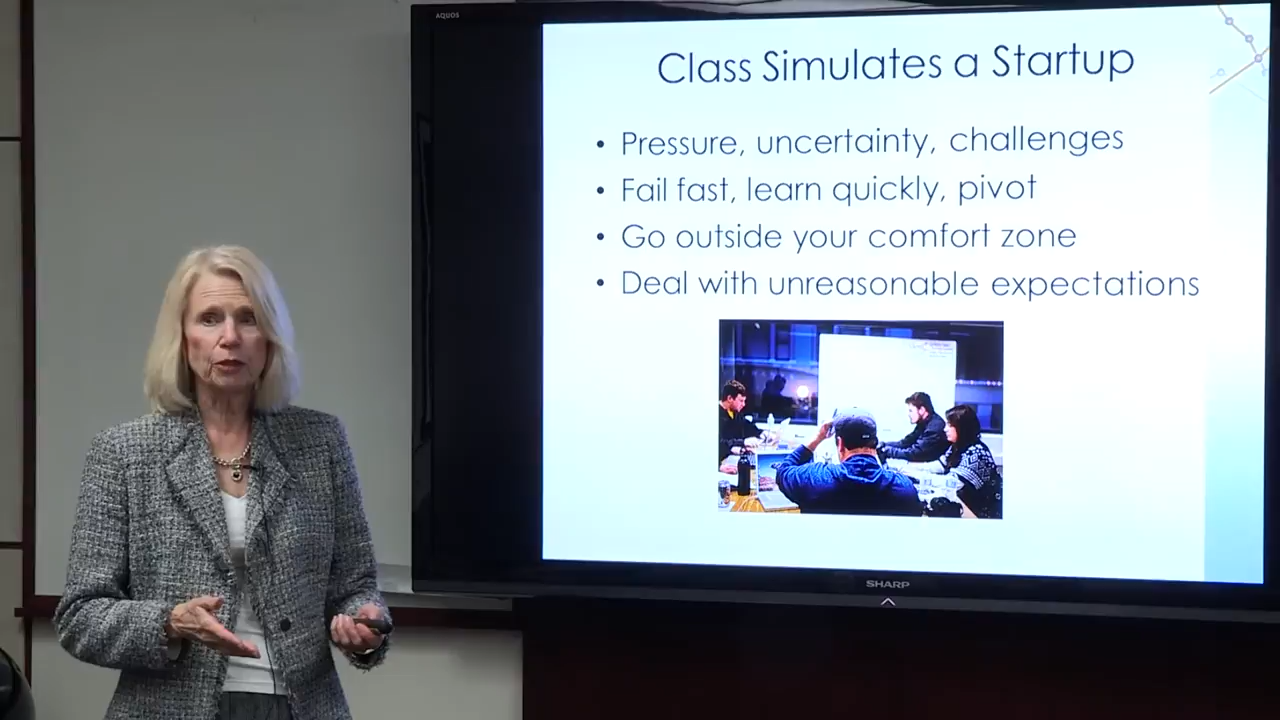 AQUOS
Class Simulates a Startup
• Pressure, uncertainty, challenges
• Fail fast, learn quickly, pivot
• Go outside your comfort zone
• Deal with unreasonable expectations
SHARP